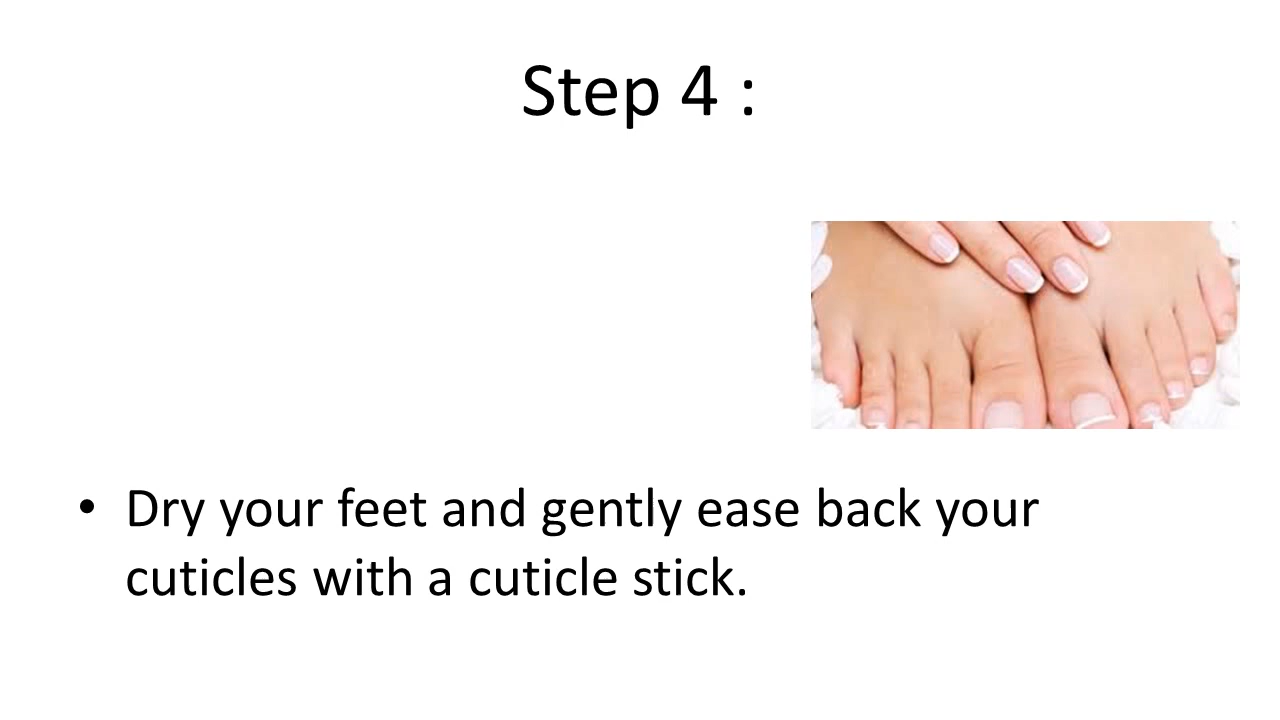 Step 4 :
• Dry your feet and gently ease back your
cuticles with a cuticle stick.